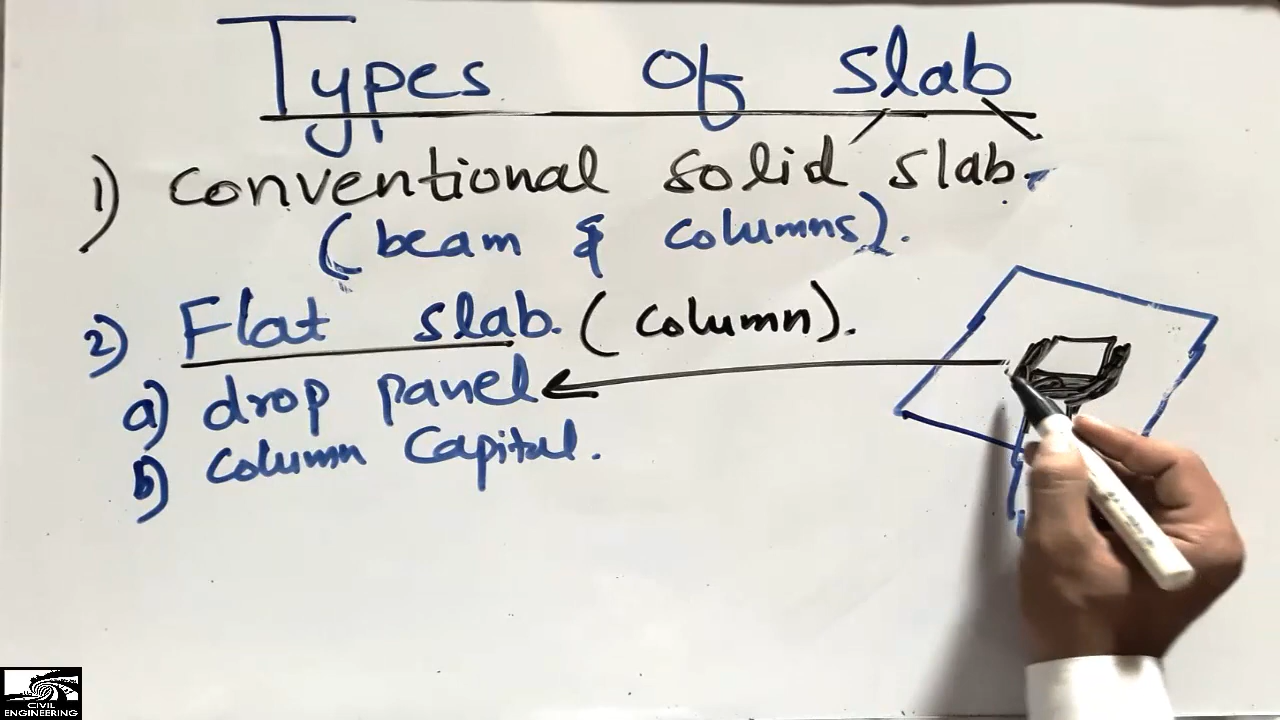 Types of slab
1) conventional solid slab.
(beam & columns).
2) Flat slab. (column).
a) drop panel
b) column capital.
CIVIL
ENGINEERING